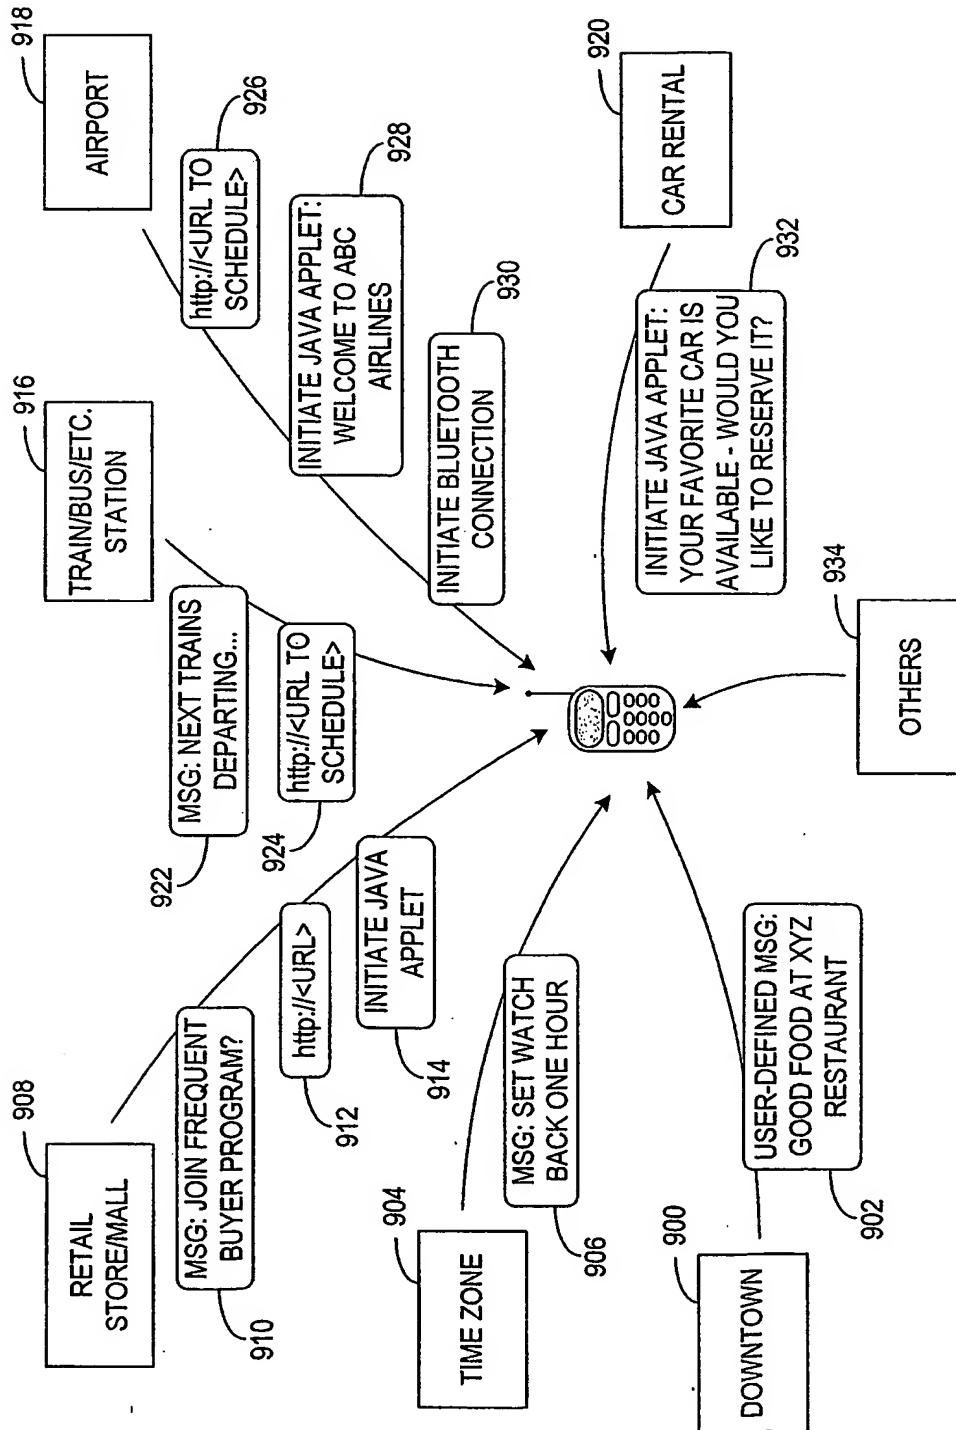 908
RETAIL
STORE/MALL
MSG: JOIN FREQUENT
BUYER PROGRAM?
910
http://<URL>
912
INITIATE JAVA
APPLET
914
916
TRAIN/BUS/ETC.
STATION
MSG: NEXT TRAINS
DEPARTING...
922
http://<URL TO
SCHEDULE>
924
918
AIRPORT
http://<URL TO
SCHEDULE>
926
INITIATE JAVA APPLET:
WELCOME TO ABC
AIRLINES
928
INITIATE BLUETOOTH
CONNECTION
930
904
TIME ZONE
MSG: SET WATCH
BACK ONE HOUR
906
920
CAR RENTAL
INITIATE JAVA APPLET:
YOUR FAVORITE CAR IS
AVAILABLE - WOULD YOU
LIKE TO RESERVE IT?
932
900
DOWNTOWN
USER-DEFINED MSG:
GOOD FOOD AT XYZ
RESTAURANT
902
934
OTHERS